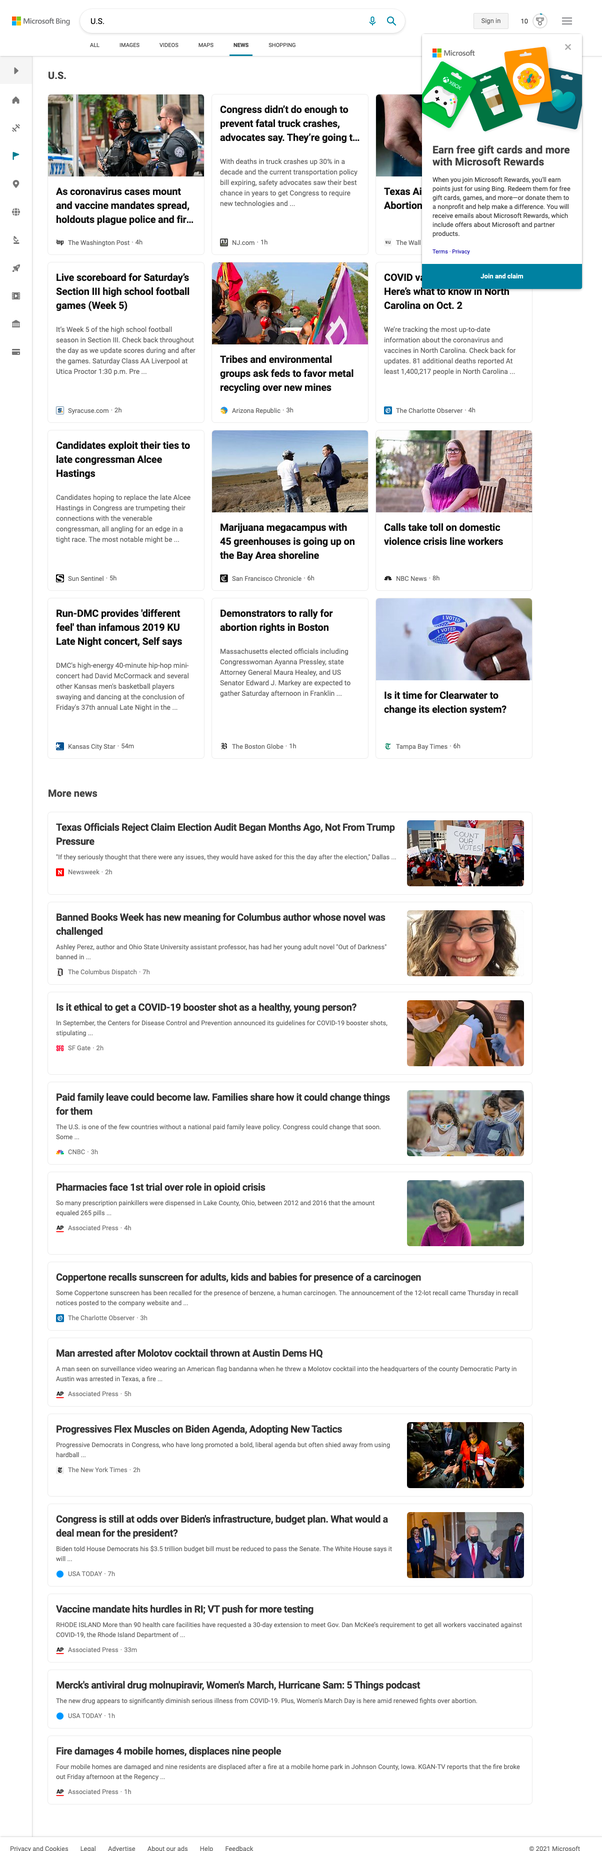 Microsoft Bing
U.S.
Sign in
10
ALL
IMAGES
VIDEOS
MAPS
NEWS
SHOPPING
Microsoft
XBOX
Earn free gift cards and more
with Microsoft Rewards
When you join Microsoft Rewards, you'll earn
points just for using Bing. Redeem them for free
gift cards, games, and more—or donate them to
a nonprofit and help make a difference. You will
receive emails about Microsoft Rewards, which
include offers about Microsoft and partner
products.
Terms · Privacy
Join and claim
U.S.
As coronavirus cases mount
and vaccine mandates spread,
holdouts plague police and fir...
The Washington Post · 4h
Congress didn't do enough to
prevent fatal truck crashes,
advocates say. They're going t...
With deaths in truck crashes up 30% in a
decade and the current transportation policy
bill expiring, safety advocates saw their best
chance in years to get Congress to require
new technologies and ...
NJ.com · 1h
Texas Ai
Abortion
The Wall
Live scoreboard for Saturday's
Section III high school football
games (Week 5)
It's Week 5 of the high school football
season in Section III. Check back throughout
the day as we update scores during and after
the games. Saturday Class AA Liverpool at
Utica Proctor 1:30 p.m. Pre ...
Syracuse.com · 2h
Tribes and environmental
groups ask feds to favor metal
recycling over new mines
Arizona Republic · 3h
COVID va
Here's what to know in North
Carolina on Oct. 2
We're tracking the most up-to-date
information about the coronavirus and
vaccines in North Carolina. Check back for
updates. 81 additional deaths reported At
least 1,400,217 people in North Carolina ...
The Charlotte Observer · 4h
Candidates exploit their ties to
late congressman Alcee
Hastings
Candidates hoping to replace the late Alcee
Hastings in Congress are trumpeting their
connections with the venerable
congressman, all angling for an edge in a
tight race. The most notable might be ...
Sun Sentinel · 5h
Marijuana megacampus with
45 greenhouses is going up on
the Bay Area shoreline
San Francisco Chronicle · 6h
Calls take toll on domestic
violence crisis line workers
NBC News · 8h
Run-DMC provides 'different
feel' than infamous 2019 KU
Late Night concert, Self says
DMC's high-energy 40-minute hip-hop mini-
concert had David McCormack and several
other Kansas men's basketball players
swaying and dancing at the conclusion of
Friday's 37th annual Late Night in the ...
Kansas City Star · 54m
Demonstrators to rally for
abortion rights in Boston
Massachusetts elected officials including
Congresswoman Ayanna Pressley, state
Attorney General Maura Healey, and US
Senator Edward J. Markey are expected to
gather Saturday afternoon in Franklin ...
The Boston Globe · 1h
I VOTED
I VOTED
Is it time for Clearwater to
change its election system?
Tampa Bay Times · 6h
More news
Texas Officials Reject Claim Election Audit Began Months Ago, Not From Trump
Pressure
"If they seriously thought that there were any issues, they would have asked for this the day after the election," Dallas ...
Newsweek · 2h
COUNT
OUR
VOTES!
Banned Books Week has new meaning for Columbus author whose novel was
challenged
Ashley Perez, author and Ohio State University assistant professor, has had her young adult novel "Out of Darkness"
banned in ...
The Columbus Dispatch · 7h
Is it ethical to get a COVID-19 booster shot as a healthy, young person?
In September, the Centers for Disease Control and Prevention announced its guidelines for COVID-19 booster shots,
stipulating ...
SF Gate · 2h
Paid family leave could become law. Families share how it could change things
for them
The U.S. is one of the few countries without a national paid family leave policy. Congress could change that soon.
Some ...
CNBC · 3h
Pharmacies face 1st trial over role in opioid crisis
So many prescription painkillers were dispensed in Lake County, Ohio, between 2012 and 2016 that the amount
equaled 265 pills ...
AP Associated Press · 4h
Coppertone recalls sunscreen for adults, kids and babies for presence of a carcinogen
Some Coppertone sunscreen has been recalled for the presence of benzene, a human carcinogen. The announcement of the 12-lot recall came Thursday in recall
notices posted to the company website and ...
The Charlotte Observer · 3h
Man arrested after Molotov cocktail thrown at Austin Dems HQ
A man seen on surveillance video wearing an American flag bandanna when he threw a Molotov cocktail into the headquarters of the county Democratic Party in
Austin was arrested in Texas, a fire ...
AP Associated Press · 5h
Progressives Flex Muscles on Biden Agenda, Adopting New Tactics
Progressive Democrats in Congress, who have long promoted a bold, liberal agenda but often shied away from using
hardball ...
The New York Times · 2h
Congress is still at odds over Biden's infrastructure, budget plan. What would a
deal mean for the president?
Biden told House Democrats his $3.5 trillion budget bill must be reduced to pass the Senate. The White House says it
will ...
USA TODAY · 7h
Vaccine mandate hits hurdles in RI; VT push for more testing
RHODE ISLAND More than 90 health care facilities have requested a 30-day extension to meet Gov. Dan McKee's requirement to get all workers vaccinated against
COVID-19, the Rhode Island Department of ...
AP Associated Press · 33m
Merck's antiviral drug molnupiravir, Women's March, Hurricane Sam: 5 Things podcast
The new drug appears to significantly diminish serious illness from COVID-19. Plus, Women's March Day is here amid renewed fights over abortion.
USA TODAY · 1h
Fire damages 4 mobile homes, displaces nine people
Four mobile homes are damaged and nine residents are displaced after a fire at a mobile home park in Johnson County, Iowa. KGAN-TV reports that the fire broke
out Friday afternoon at the Regency ...
AP Associated Press · 1h
Privacy and Cookies
Legal
Advertise
About our ads
Help
Feedback
© 2021 Microsoft